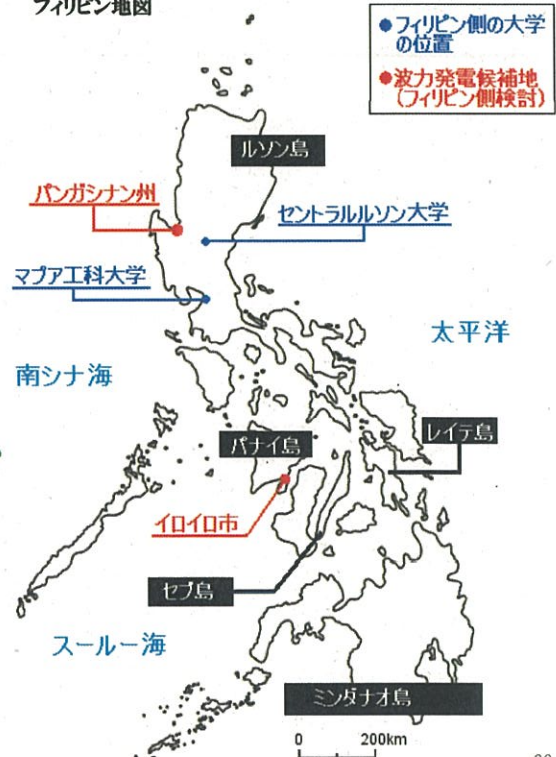 フィリピン地図
●フィリピン側の大学
の位置
●波力発電候補地
(フィリピン側検討)
ルソン島
パンガシナン州
セントラルルソン大学
マプア工科大学
太平洋
南シナ海
パナイ島
レイテ島
イロイロ市
セブ島
スールー海
ミンダナオ島
0 200km